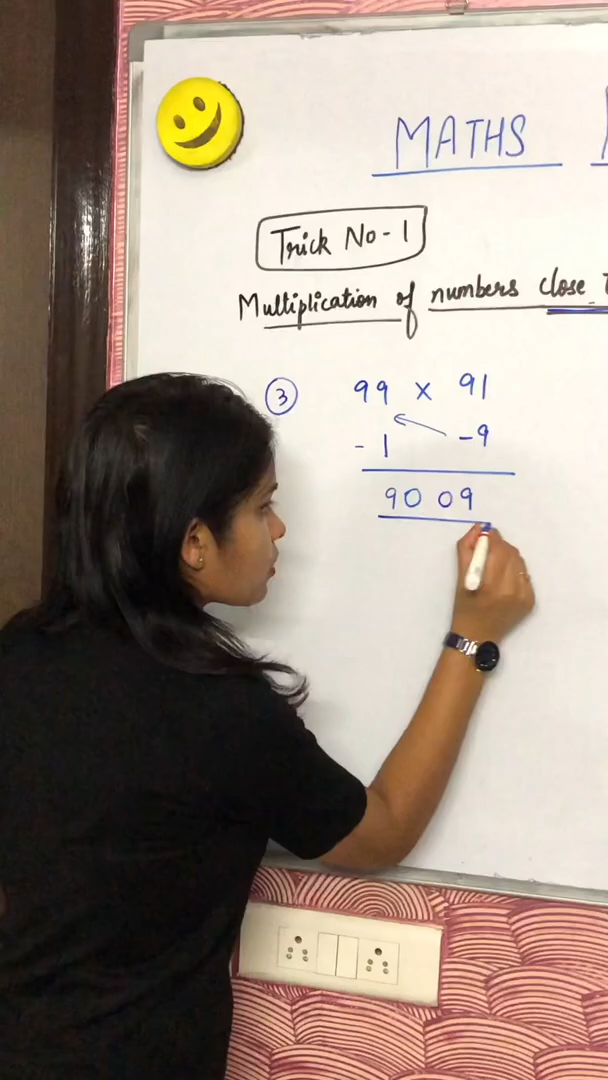 MATHS
Trick No-1
Multiplication of numbers close
3 99 x 91
-1 -9
90 09